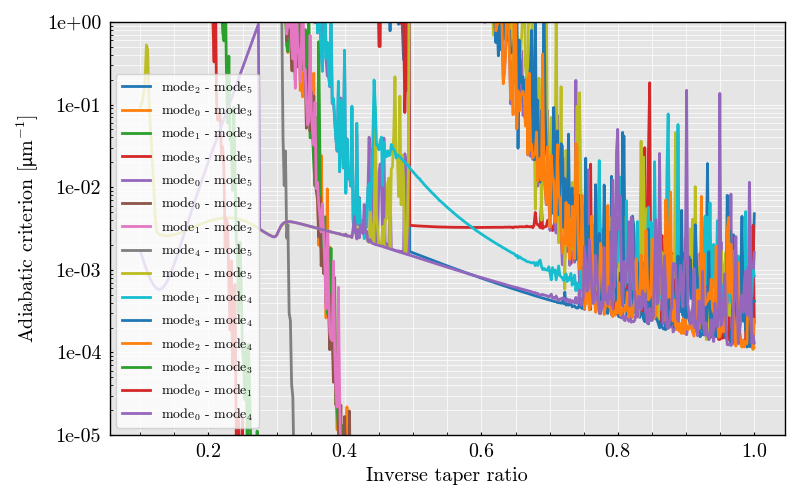 1e+00
1e-01
1e-02
1e-03
1e-04
1e-05
Adiabatic criterion [µm⁻¹]
mode₂ - mode₅
mode₀ - mode₃
mode₁ - mode₃
mode₃ - mode₅
mode₀ - mode₅
mode₀ - mode₂
mode₁ - mode₂
mode₄ - mode₅
mode₁ - mode₅
mode₁ - mode₄
mode₃ - mode₄
mode₂ - mode₄
mode₂ - mode₃
mode₀ - mode₁
mode₀ - mode₄
0.2 0.4 0.6 0.8 1.0
Inverse taper ratio